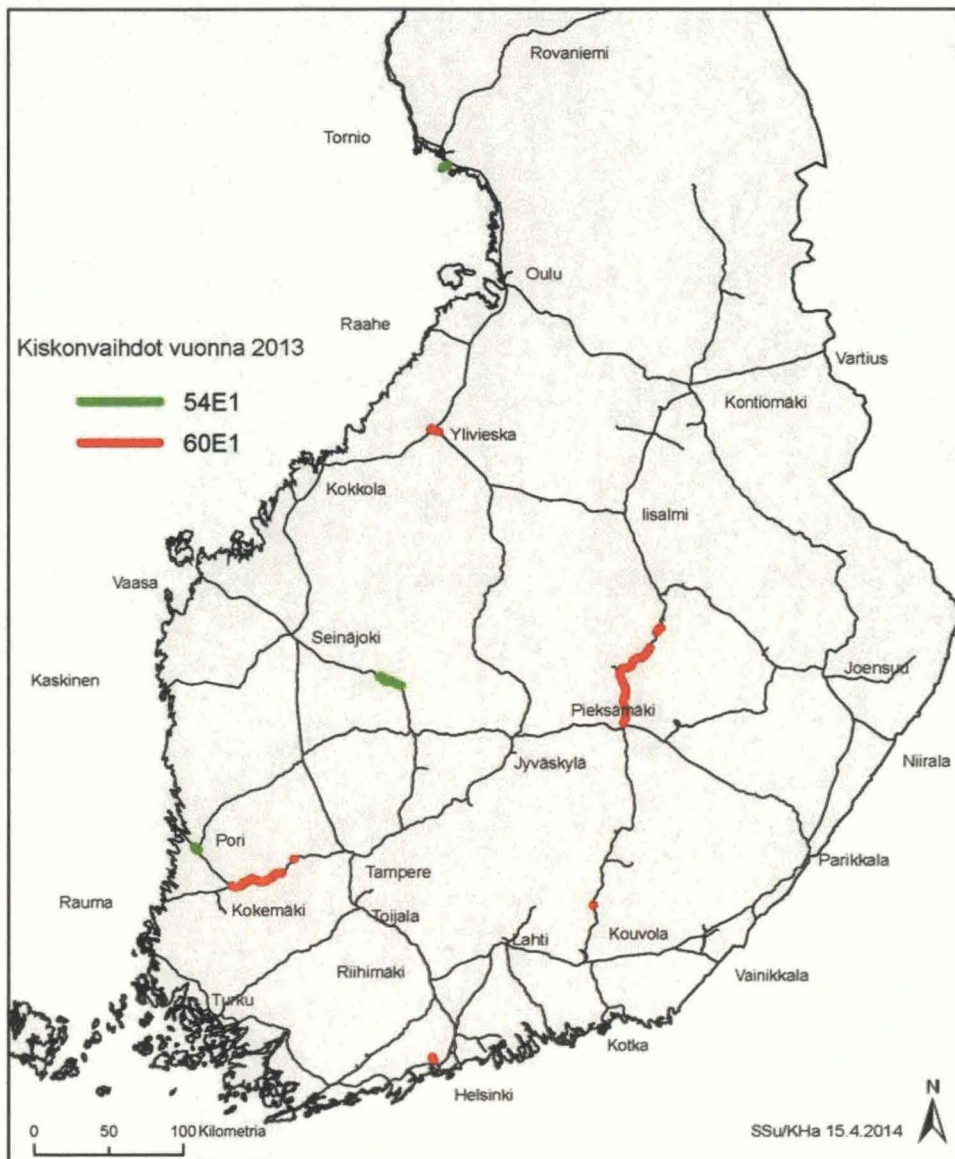 Rovaniemi
Tornio
Oulu
Raahe
Kiskonvaihdot vuonna 2013
54E1
60E1
Vartius
Kontiomäki
Ylivieska
Kokkola
Iisalmi
Vaasa
Seinäjoki
Kaskinen
Joensuu
Pieksämäki
Jyväskylä
Niirala
Pori
Parikkala
Tampere
Rauma
Kokemäki
Toijala
Lahti
Kouvola
Riihimäki
Vainikkala
Turku
Kotka
Helsinki
N
0 50 100 Kilometria
SSu/KHa 15.4.2014